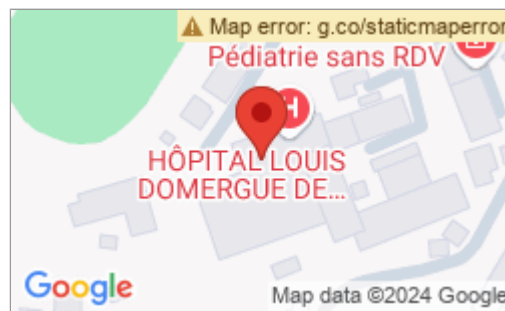 Map error: g.co/staticmaperror
Pédiatrie sans RDV
H
HÔPITAL LOUIS
DOMERGUE DE...
Google
Map data ©2024 Google